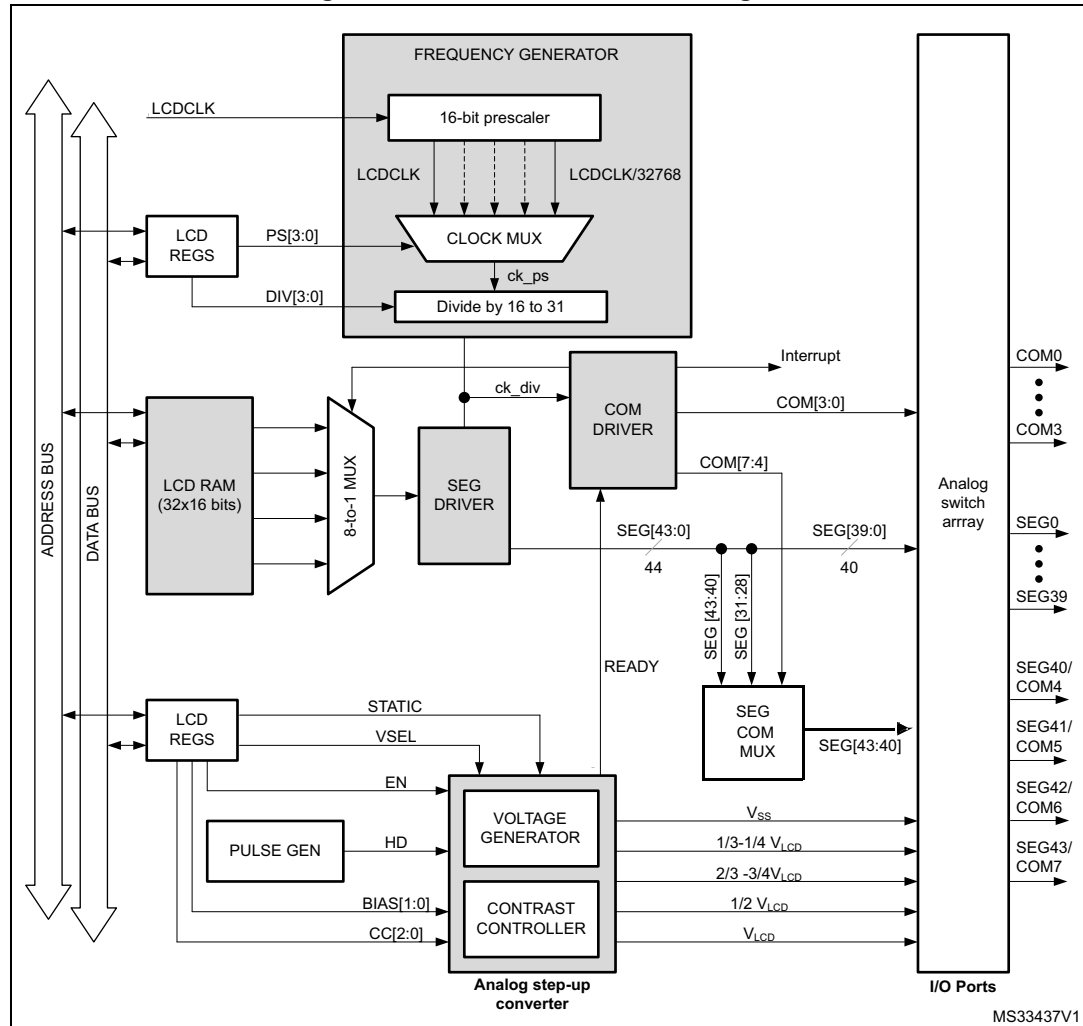 FREQUENCY GENERATOR
LCDCLK
16-bit prescaler
LCDCLK
LCDCLK/32768
LCD
REGS
PS[3:0]
CLOCK MUX
ck_ps
DIV[3:0]
Divide by 16 to 31
Interrupt
COM0
ck_div
COM
DRIVER
COM[3:0]
COM3
ADDRESS BUS
DATA BUS
LCD RAM
(32x16 bits)
8-to-1 MUX
SEG
DRIVER
COM[7:4]
Analog
switch
arrray
SEG[43:0]
44
SEG[39:0]
40
SEG0
SEG39
SEG [43:40]
SEG [31:28]
READY
SEG40/
COM4
LCD
REGS
STATIC
VSEL
SEG
COM
MUX
SEG[43:40]
SEG41/
COM5
EN
SEG42/
COM6
PULSE GEN
HD
VOLTAGE
GENERATOR
VSS
1/3-1/4 VLCD
SEG43/
COM7
2/3 -3/4VLCD
BIAS[1:0]
CC[2:0]
CONTRAST
CONTROLLER
1/2 VLCD
VLCD
Analog step-up
converter
I/O Ports
MS33437V1